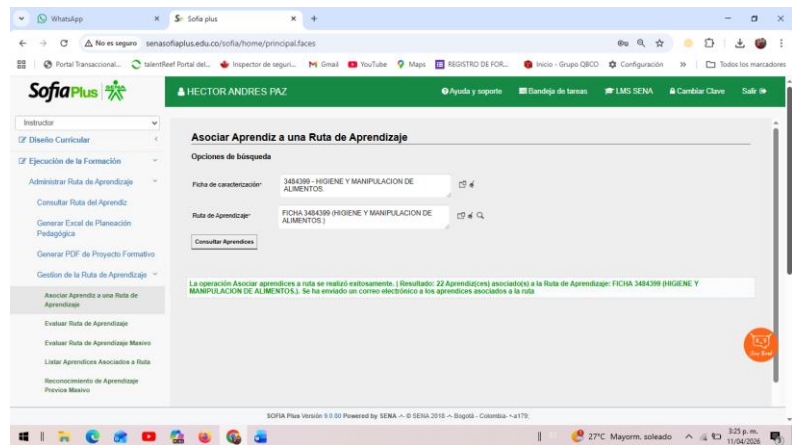 WhatsApp
Sofia plus
No es seguro
senasofiaplus.edu.co/sofia/home/principal.faces
Portal Transaccional...
talentReef Portal del...
Inspector de seguri...
Gmail
YouTube
Maps
REGISTRO DE FOR...
Inicio - Grupo QBCO
Configuración
Todos los marcadores
Sofia Plus
HECTOR ANDRES PAZ
Ayuda y soporte
Bandeja de tareas
LMS SENA
Cambiar Clave
Salir
Instructor
Diseño Curricular
Ejecución de la Formación
Administrar Ruta de Aprendizaje
Consultar Ruta del Aprendiz
Generar Excel de Planeación
Pedagógica
Generar PDF de Proyecto Formativo
Gestion de la Ruta de Aprendizaje
Asociar Aprendiz a una Ruta de
Aprendizaje
Evaluar Ruta de Aprendizaje
Evaluar Ruta de Aprendizaje Masivo
Listar Aprendices Asociados a Ruta
Reconocimiento de Aprendizaje
Previos Masivo
Asociar Aprendiz a una Ruta de Aprendizaje
Opciones de búsqueda
Ficha de caracterización*
3484399 - HIGIENE Y MANIPULACION DE
ALIMENTOS.
Ruta de Aprendizaje*
FICHA 3484399 (HIGIENE Y MANIPULACION DE
ALIMENTOS.)
Consultar Aprendices
La operación Asociar aprendices a ruta se realizó exitosamente. | Resultado: 22 Aprendiz(ces) asociado(s) a la Ruta de Aprendizaje: FICHA 3484399 (HIGIENE Y
MANIPULACION DE ALIMENTOS.). Se ha enviado un correo electrónico a los aprendices asociados a la ruta
SOFIA Plus Versión 9.0.00 Powered by SENA -^- © SENA 2018 -^- Bogotá - Colombia- ^-a179:
27°C Mayorm. soleado
3:25 p. m.
11/04/2026